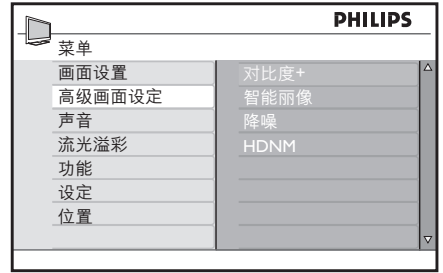 PHILIPS
菜单
画面设置
高级画面设定
声音
流光溢彩
功能
设定
位置
对比度+
智能丽像
降噪
HDNM